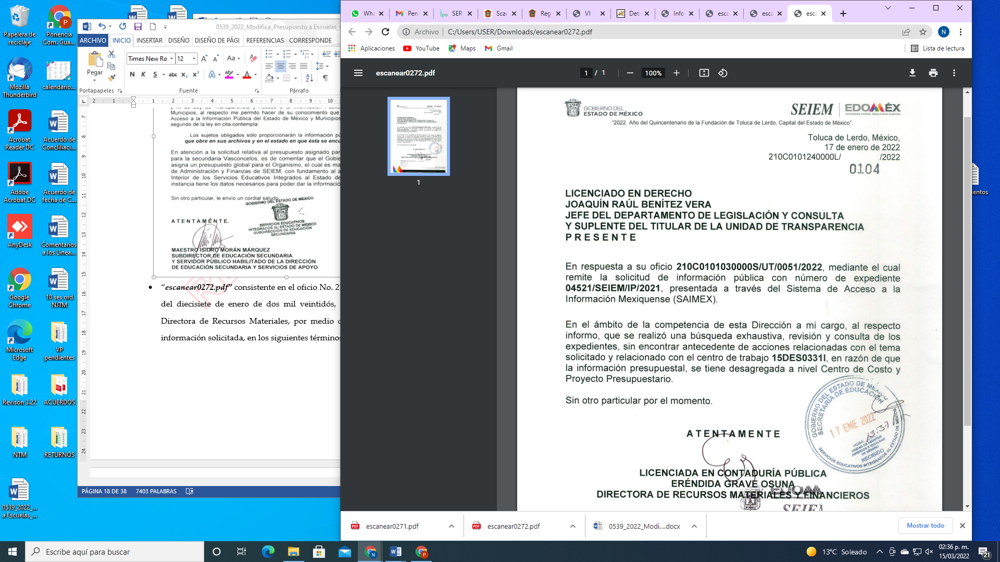 Papelera de reciclaje
Ponencia Com. Gua...
Mozilla Thunderbird
calendario...
Acrobat Reader DC
Acuerdo de Concliliaci...
Adobe Acrobat DC
Acuerdo de fecha de C...
AnyDesk
Comentarios a los Linea...
Google Chrome
10 ses ord NJTM
Microsoft Edge
VP pendientes
Revisón 3.22
ACUERDOS
NTM
RETURNOS
0539_2022_... a Escuelas_...
0539_2022_Modifica_Presupuesto a Escuelas_
ARCHIVO INICIO INSERTAR DISEÑO DISEÑO DE PÁGI REFERENCIAS CORRESPONDE
Pegar
Times New Ro 12
N K S abc x₂ x² A ab A
Portapapeles Fuente Párrafo
Municipios, al respecto me permito hacer de su conocimiento que
Acceso a la Información Pública del Estado de México y Municipios
segundo de la ley en cita contempla:
…Los sujetos obligados sólo proporcionarán la información pú
que obre en sus archivos y en el estado en que ésta se encu
En atención a la solicitud relativa al presupuesto asignado par
para la secundaria Vasconcelos, es de comentar que el Gobie
asigna un presupuesto global para el Organismo, el cual es ma
de Administración y Finanzas de SEIEM, con fundamento al a
Interior de los Servicios Educativos Integrados al Estado de
instancia tiene los datos necesarios para poder dar la informació
Sin otro particular, le envío un cordial saludo.
GOBIERNO DEL ESTADO DE MÉXICO
A T E N T A M E N T E.
SERVICIOS EDUCATIVOS
INTEGRADOS AL ESTADO DE MÉXICO
SUBDIRECCIÓN DE EDUCACIÓN
SECUNDARIA
MAESTRO ISIDRO MORÁN MÁRQUEZ
SUBDIRECTOR DE EDUCACIÓN SECUNDARIA
Y SERVIDOR PÚBLICO HABILITADO DE LA DIRECCIÓN
DE EDUCACIÓN SECUNDARIA Y SERVICIOS DE APOYO
• “escanear0272.pdf” consistente en el oficio No. 2
del diecisiete de enero de dos mil veintidós,
Directora de Recursos Materiales, por medio
información solicitada, en los siguientes término
PÁGINA 18 DE 38 7403 PALABRAS
Wha Pen SER Scar Reg VI Deta Info esca esca esca
Archivo C:/Users/USER/Downloads/escanear0272.pdf
N
Aplicaciones YouTube Maps Gmail Lista de lectura
escanear0272.pdf 1 / 1 100%
1
GOBIERNO DEL
ESTADO DE MÉXICO
SEIEM EDOMÉX
DECISIONES FIRMES, RESULTADOS FUERTES.
“2022. Año del Quincentenario de la Fundación de Toluca de Lerdo, Capital del Estado de México”.
Toluca de Lerdo, México,
17 de enero de 2022
210C0101240000L/ /2022
0104
LICENCIADO EN DERECHO
JOAQUÍN RAÚL BENÍTEZ VERA
JEFE DEL DEPARTAMENTO DE LEGISLACIÓN Y CONSULTA
Y SUPLENTE DEL TITULAR DE LA UNIDAD DE TRANSPARENCIA
P R E S E N T E
En respuesta a su oficio 210C0101030000S/UT/0051/2022, mediante el cual
remite la solicitud de información pública con número de expediente
04521/SEIEM/IP/2021, presentada a través del Sistema de Acceso a la
Información Mexiquense (SAIMEX).
En el ámbito de la competencia de esta Dirección a mi cargo, al respecto
informo, que se realizó una búsqueda exhaustiva, revisión y consulta de los
expedientes, sin encontrar antecedente de acciones relacionadas con el tema
solicitado y relacionado con el centro de trabajo 15DES0331I, en razón de que
la información presupuestal, se tiene desagregada a nivel Centro de Costo y
Proyecto Presupuestario.
Sin otro particular por el momento.
GOBIERNO DEL ESTADO DE MÉXICO
SECRETARÍA DE EDUCACIÓN
17 ENE 2022
HORA: 13:37
UNIDAD DE ASUNTOS
JURÍDICOS E IGUALDAD
DE GÉNERO
RECIBIDO
SERVICIOS EDUCATIVOS INTEGRADOS AL ESTADO DE MÉXICO
A T E N T A M E N T E
LICENCIADA EN CONTADURÍA PÚBLICA
ERÉNDIDA GRAVE OSUNA
DIRECTORA DE RECURSOS MATERIALES Y FINANCIEROS
escanear0271.pdf escanear0272.pdf 0539_2022_Modi....docx Mostrar todo
Escribe aquí para buscar
13°C Soleado
02:36 p. m.
15/03/2022
21